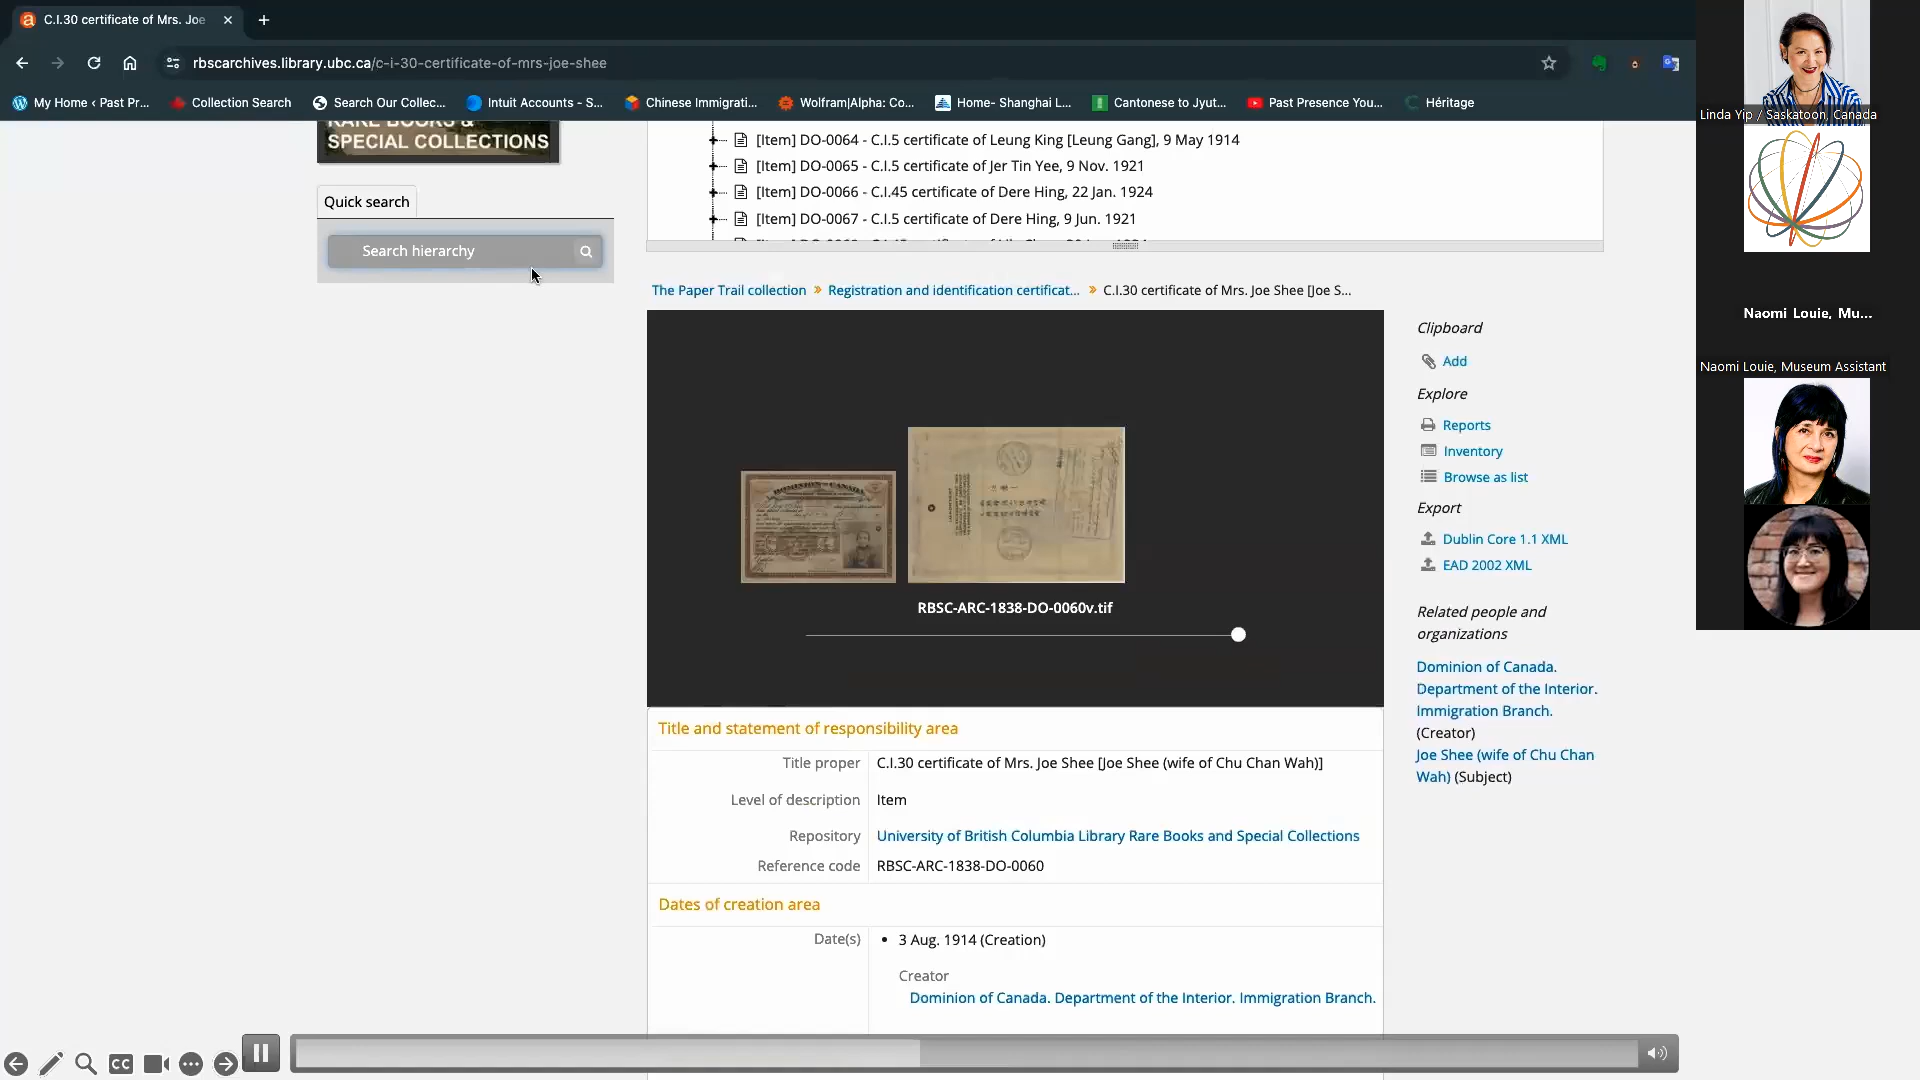 C.I.30 certificate of Mrs. Joe
rbscarchives.library.ubc.ca/c-i-30-certificate-of-mrs-joe-shee
My Home ‹ Past Pr...
Collection Search
Search Our Collec...
Intuit Accounts - S...
Chinese Immigrati...
Wolfram|Alpha: Co...
Home- Shanghai L...
Cantonese to Jyut...
Past Presence You...
Héritage
RARE BOOKS &
SPECIAL COLLECTIONS
Quick search
Search hierarchy
[Item] DO-0064 - C.I.5 certificate of Leung King [Leung Gang], 9 May 1914
[Item] DO-0065 - C.I.5 certificate of Jer Tin Yee, 9 Nov. 1921
[Item] DO-0066 - C.I.45 certificate of Dere Hing, 22 Jan. 1924
[Item] DO-0067 - C.I.5 certificate of Dere Hing, 9 Jun. 1921
The Paper Trail collection » Registration and identification certificat... » C.I.30 certificate of Mrs. Joe Shee [Joe S...
DOMINION OF CANADA
RBSC-ARC-1838-DO-0060v.tif
Title and statement of responsibility area
Title proper C.I.30 certificate of Mrs. Joe Shee [Joe Shee (wife of Chu Chan Wah)]
Level of description Item
Repository University of British Columbia Library Rare Books and Special Collections
Reference code RBSC-ARC-1838-DO-0060
Dates of creation area
Date(s) • 3 Aug. 1914 (Creation)
Creator
Dominion of Canada. Department of the Interior. Immigration Branch.
Clipboard
Add
Explore
Reports
Inventory
Browse as list
Export
Dublin Core 1.1 XML
EAD 2002 XML
Related people and
organizations
Dominion of Canada.
Department of the Interior.
Immigration Branch.
(Creator)
Joe Shee (wife of Chu Chan
Wah) (Subject)
Linda Yip / Saskatoon, Canada
Naomi Louie, Mu...
Naomi Louie, Museum Assistant
CC